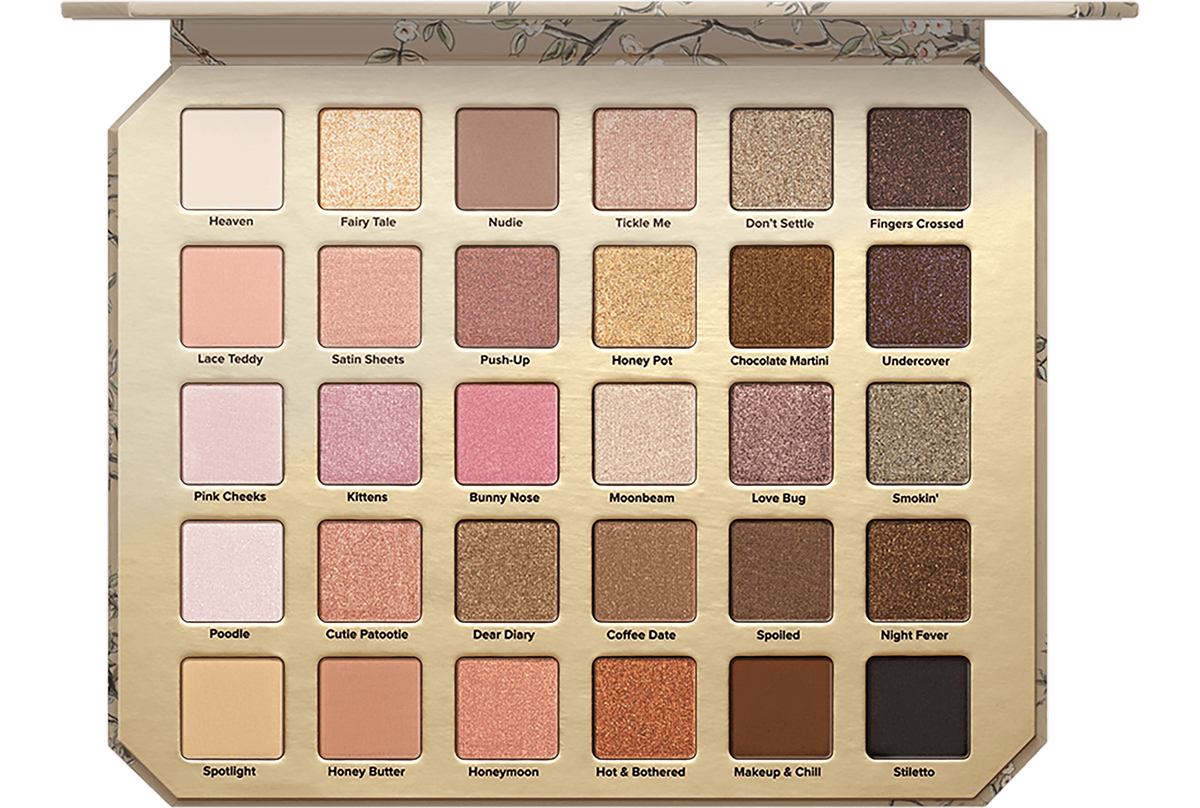 Heaven
Fairy Tale
Nudie
Tickle Me
Don't Settle
Fingers Crossed
Lace Teddy
Satin Sheets
Push-Up
Honey Pot
Chocolate Martini
Undercover
Pink Cheeks
Kittens
Bunny Nose
Moonbeam
Love Bug
Smokin'
Poodle
Cutie Patootie
Dear Diary
Coffee Date
Spoiled
Night Fever
Spotlight
Honey Butter
Honeymoon
Hot & Bothered
Makeup & Chill
Stiletto